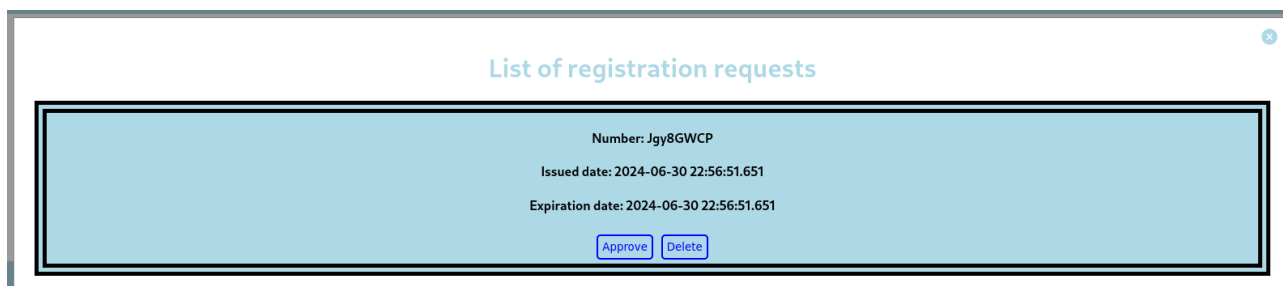 List of registration requests
Number: Jgy8GWCP
Issued date: 2024-06-30 22:56:51.651
Expiration date: 2024-06-30 22:56:51.651
Approve Delete